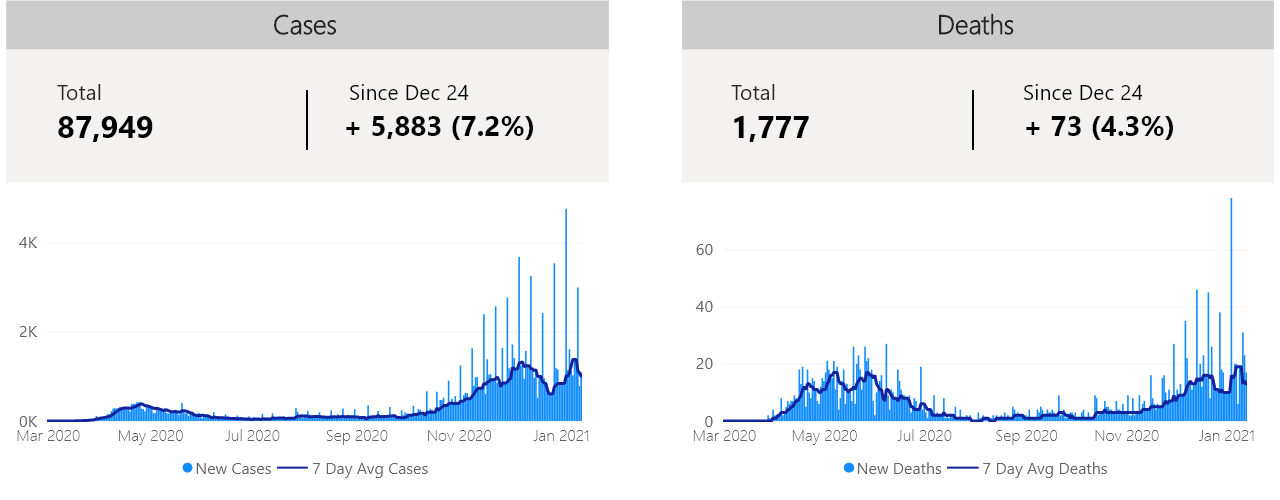 Cases
Total
Since Dec 24
87,949
+ 5,883 (7.2%)
4K
2K
0K
Mar 2020 May 2020 Jul 2020 Sep 2020 Nov 2020 Jan 2021
New Cases 7 Day Avg Cases
Deaths
Total
Since Dec 24
1,777
+ 73 (4.3%)
60
40
20
0
Mar 2020 May 2020 Jul 2020 Sep 2020 Nov 2020 Jan 2021
New Deaths 7 Day Avg Deaths